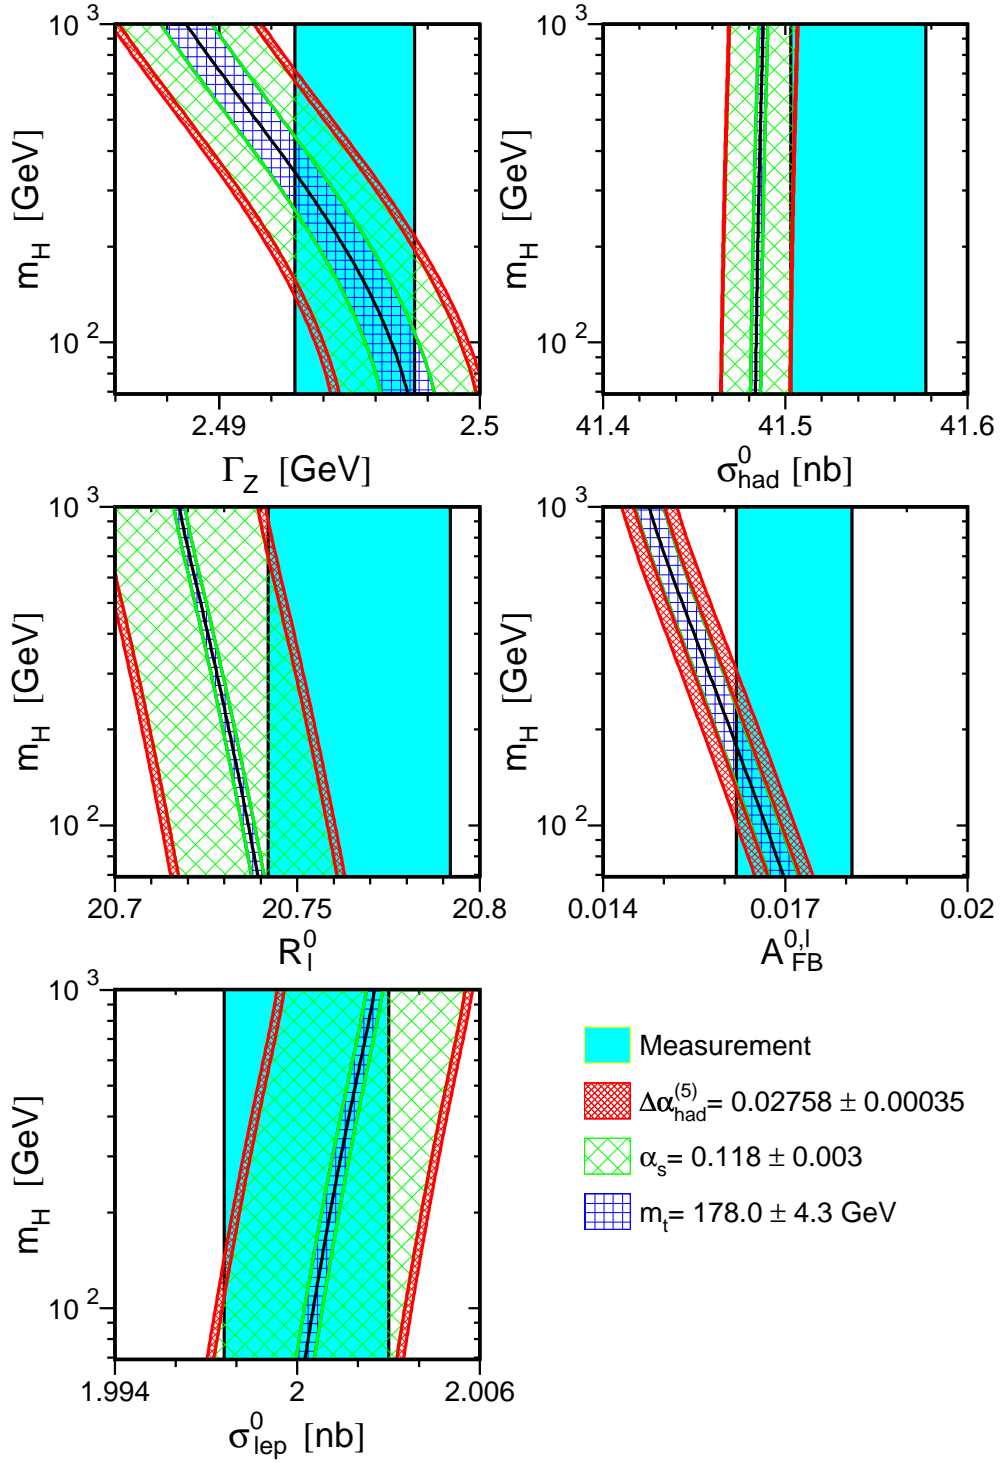 10³
10²
m_H [GeV]
2.49 2.5
Γ_Z [GeV]
10³
10²
m_H [GeV]
41.4 41.5 41.6
σ⁰_had [nb]
10³
10²
m_H [GeV]
20.7 20.75 20.8
R⁰_l
10³
10²
m_H [GeV]
0.014 0.017 0.02
A^{0,l}_FB
10³
10²
m_H [GeV]
1.994 2 2.006
σ⁰_lep [nb]
Measurement
Δα^{(5)}_had= 0.02758 ± 0.00035
α_s= 0.118 ± 0.003
m_t= 178.0 ± 4.3 GeV